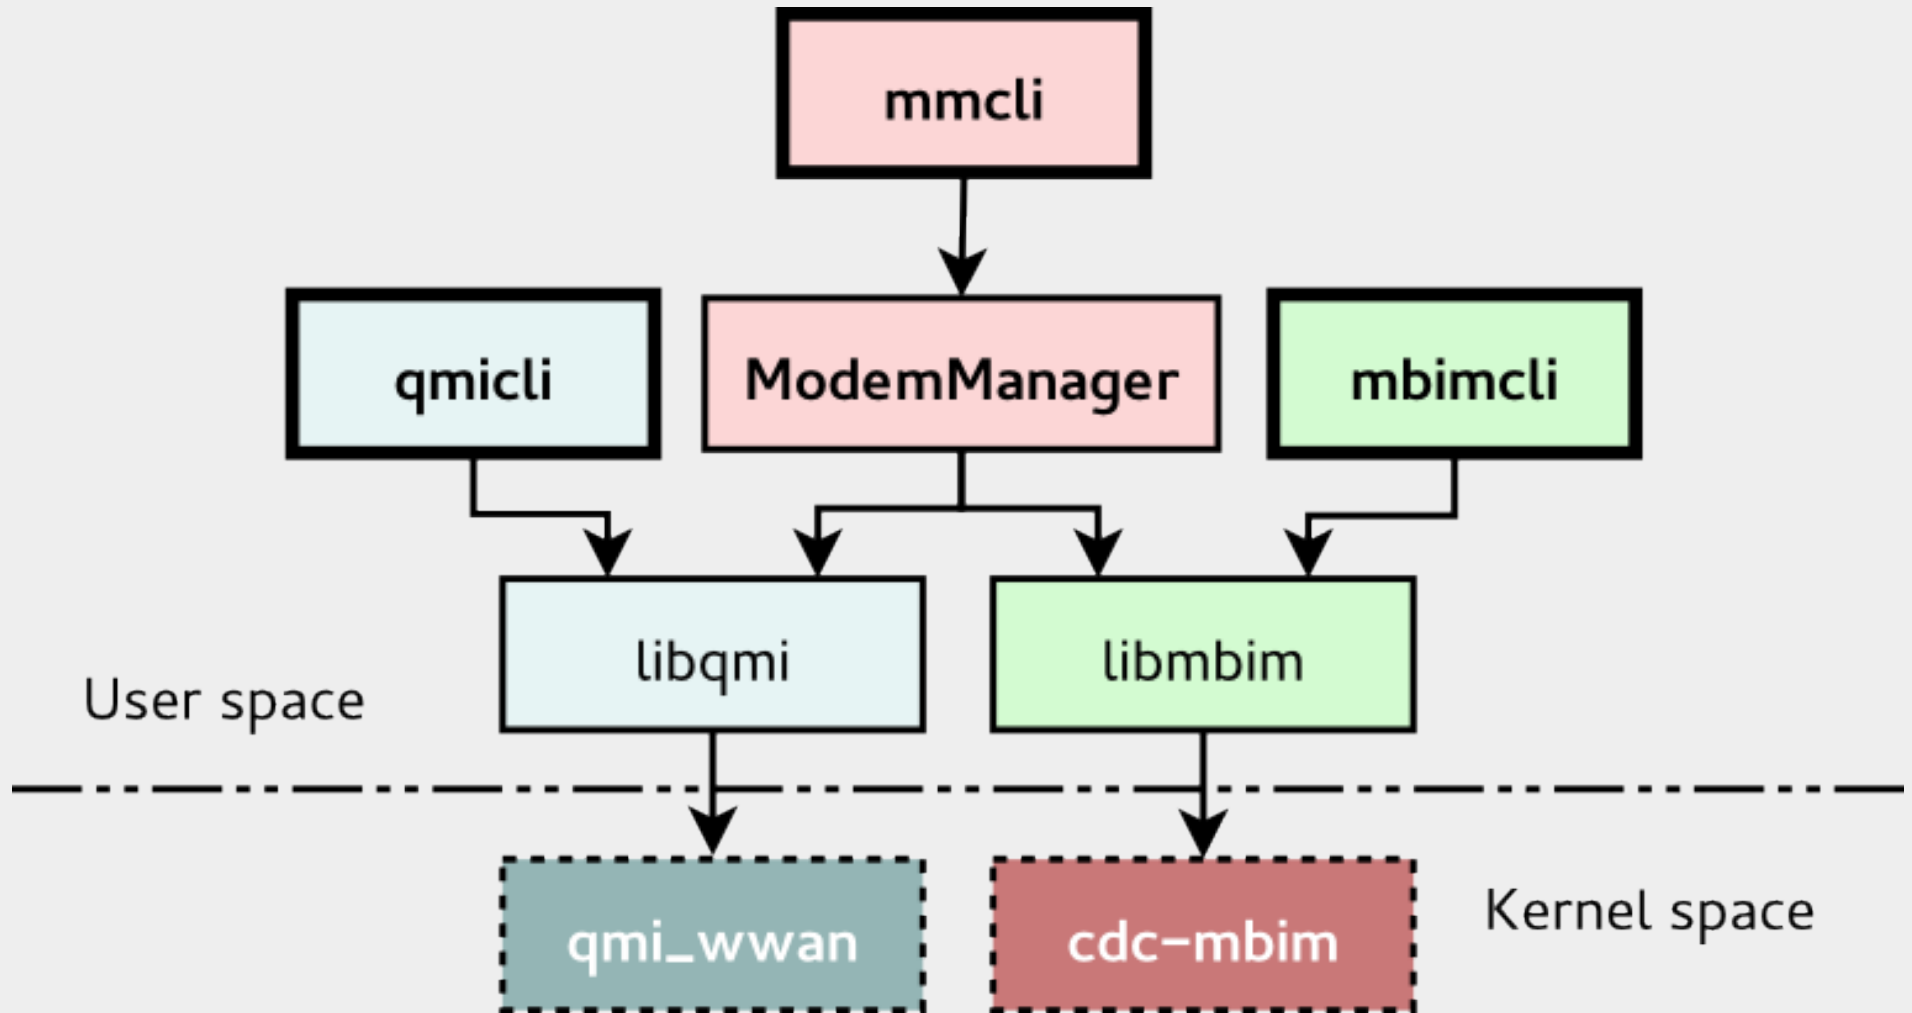 mmcli
qmicli
ModemManager
mbimcli
libqmi
libmbim
User space
qmi_wwan
cdc-mbim
Kernel space